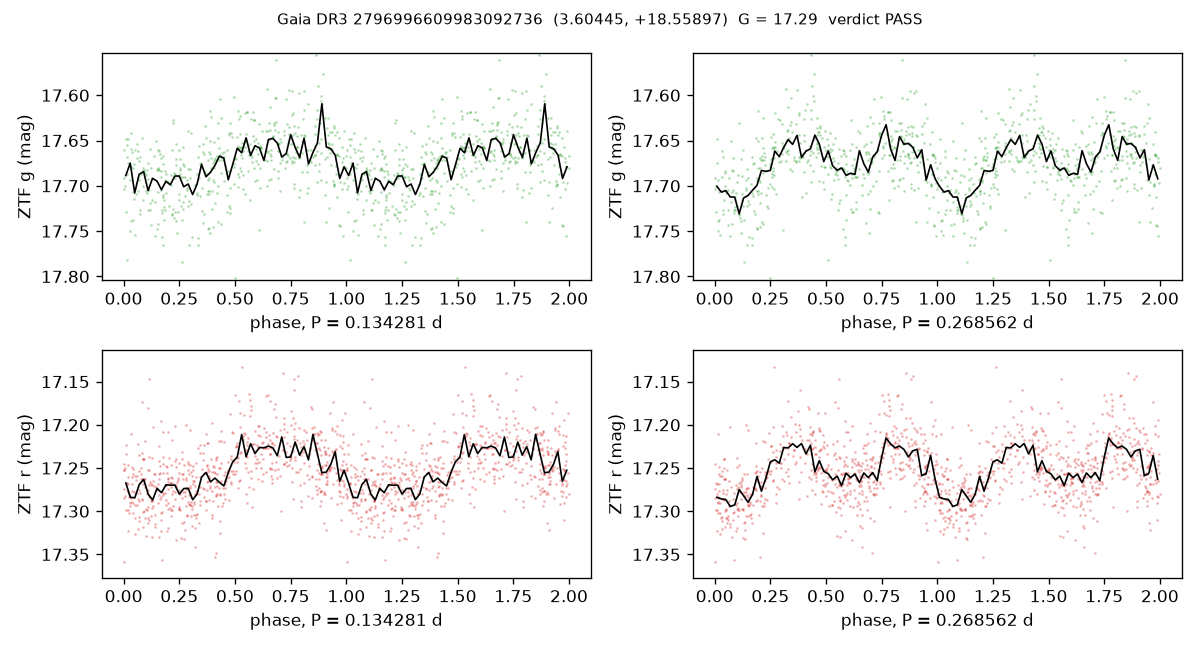 Gaia DR3 2796996609983092736 (3.60445, +18.55897) G = 17.29 verdict PASS
ZTF g (mag)
17.60
17.65
17.70
17.75
17.80
0.00 0.25 0.50 0.75 1.00 1.25 1.50 1.75 2.00
phase, P = 0.134281 d
ZTF g (mag)
17.60
17.65
17.70
17.75
17.80
0.00 0.25 0.50 0.75 1.00 1.25 1.50 1.75 2.00
phase, P = 0.268562 d
ZTF r (mag)
17.15
17.20
17.25
17.30
17.35
0.00 0.25 0.50 0.75 1.00 1.25 1.50 1.75 2.00
phase, P = 0.134281 d
ZTF r (mag)
17.15
17.20
17.25
17.30
17.35
0.00 0.25 0.50 0.75 1.00 1.25 1.50 1.75 2.00
phase, P = 0.268562 d